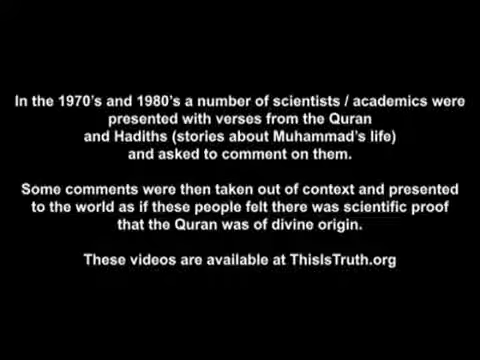 In the 1970's and 1980's a number of scientists / academics were
presented with verses from the Quran
and Hadiths (stories about Muhammad's life)
and asked to comment on them.
Some comments were then taken out of context and presented
to the world as if these people felt there was scientific proof
that the Quran was of divine origin.
These videos are available at ThisIsTruth.org